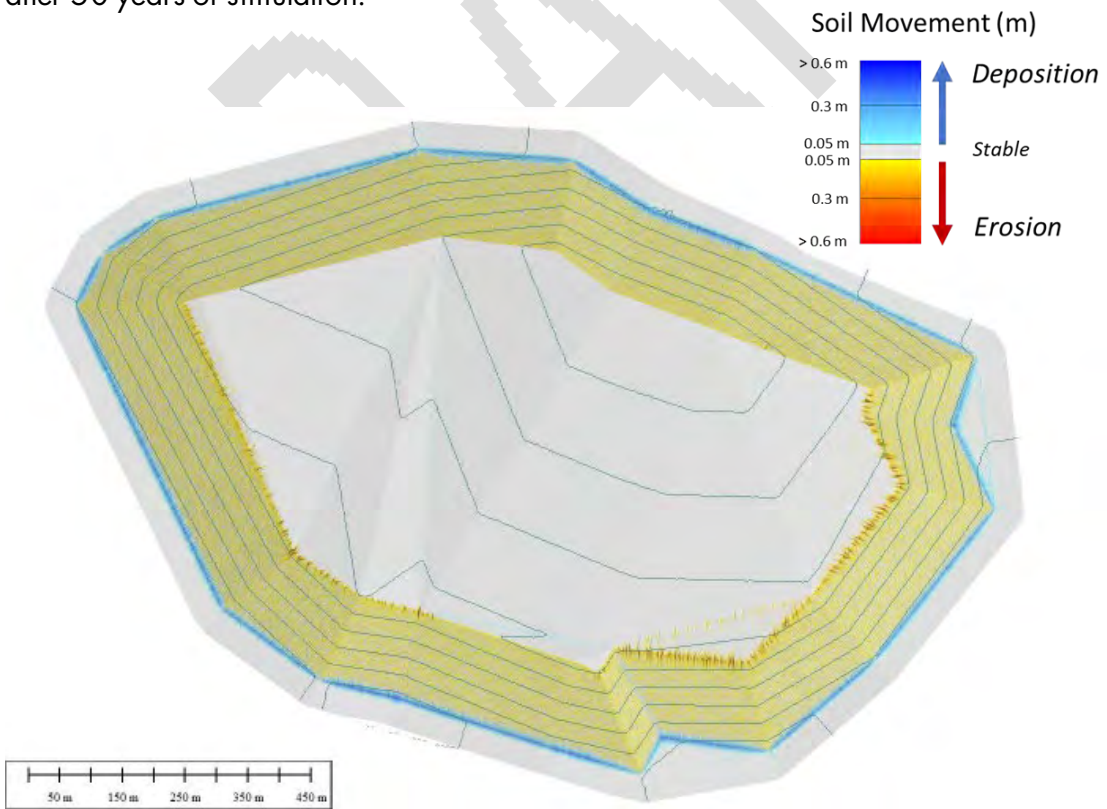 after 50 years of simulation.
Soil Movement (m)
> 0.6 m
Deposition
0.3 m
0.05 m
Stable
0.05 m
0.3 m
Erosion
> 0.6 m
50 m 150 m 250 m 350 m 450 m